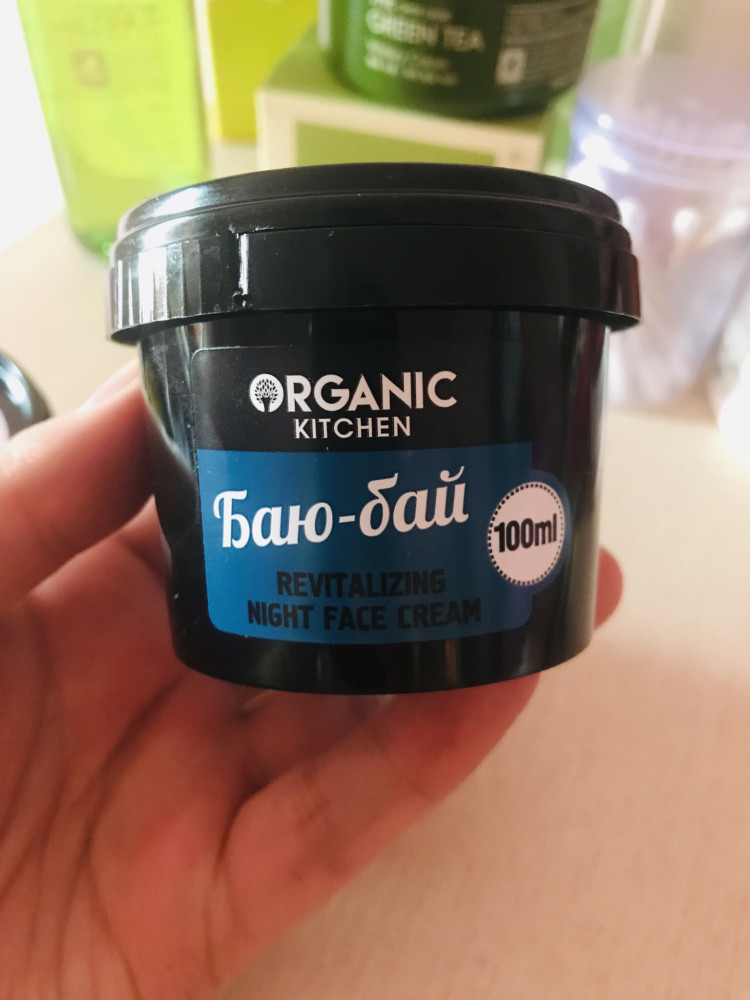 GREEN TEA
ORGANIC
KITCHEN
Баю-бай
100ml
REVITALIZING
NIGHT FACE CREAM